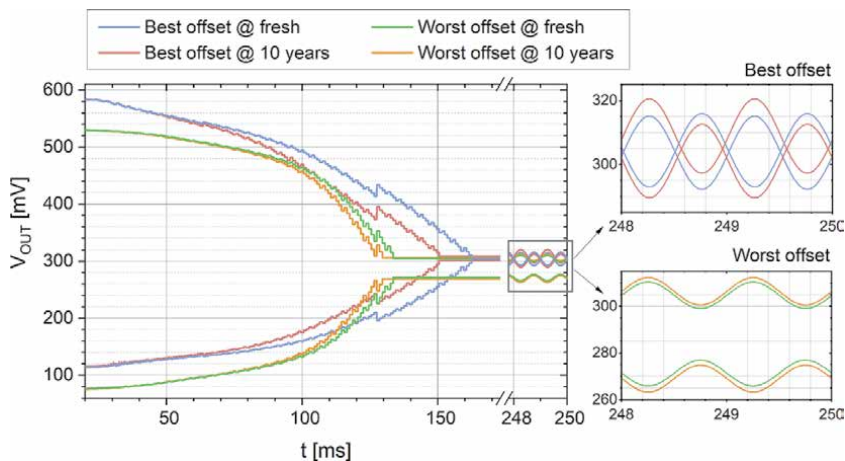 Best offset @ fresh
Worst offset @ fresh
Best offset @ 10 years
Worst offset @ 10 years
600
500
400
300
200
100
V_OUT [mV]
50
100
150
248
250
t [ms]
Best offset
320
300
248
249
250
Worst offset
300
280
260
248
249
250